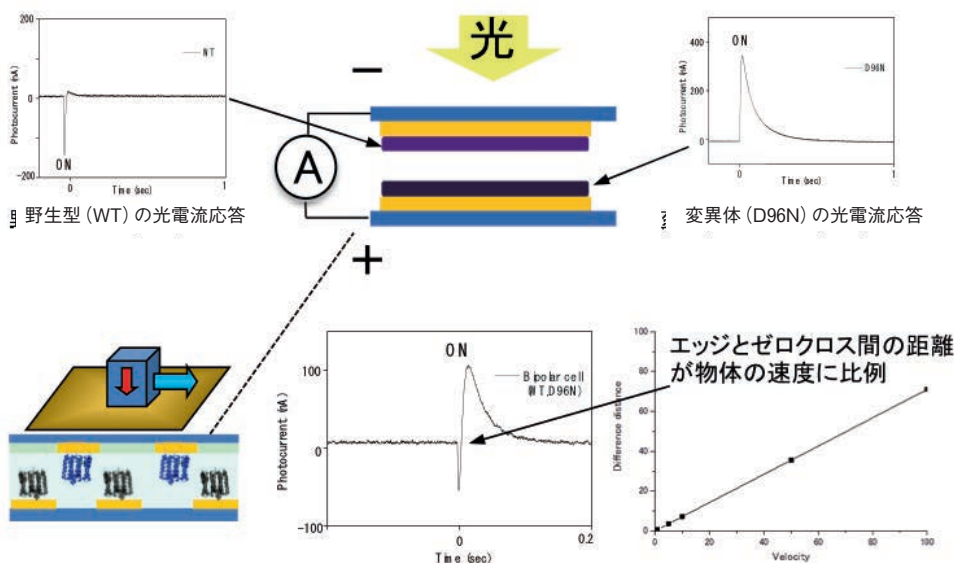 200
100
0
-100
-200
Photocurrent (nA)
WT
ON
0
1
Time (sec)
野生型(WT)の光電流応答
光
−
A
+
400
200
0
Photocurrent (nA)
ON
D96N
0
1
Time (sec)
変異体(D96N)の光電流応答
100
0
-100
Photocurrent (nA)
ON
Bipolar cell
(WT,D96N)
0
0.2
Time (sec)
エッジとゼロクロス間の距離
が物体の速度に比例
100
80
60
40
20
0
Difference distance
0
20
40
60
80
100
Velocity